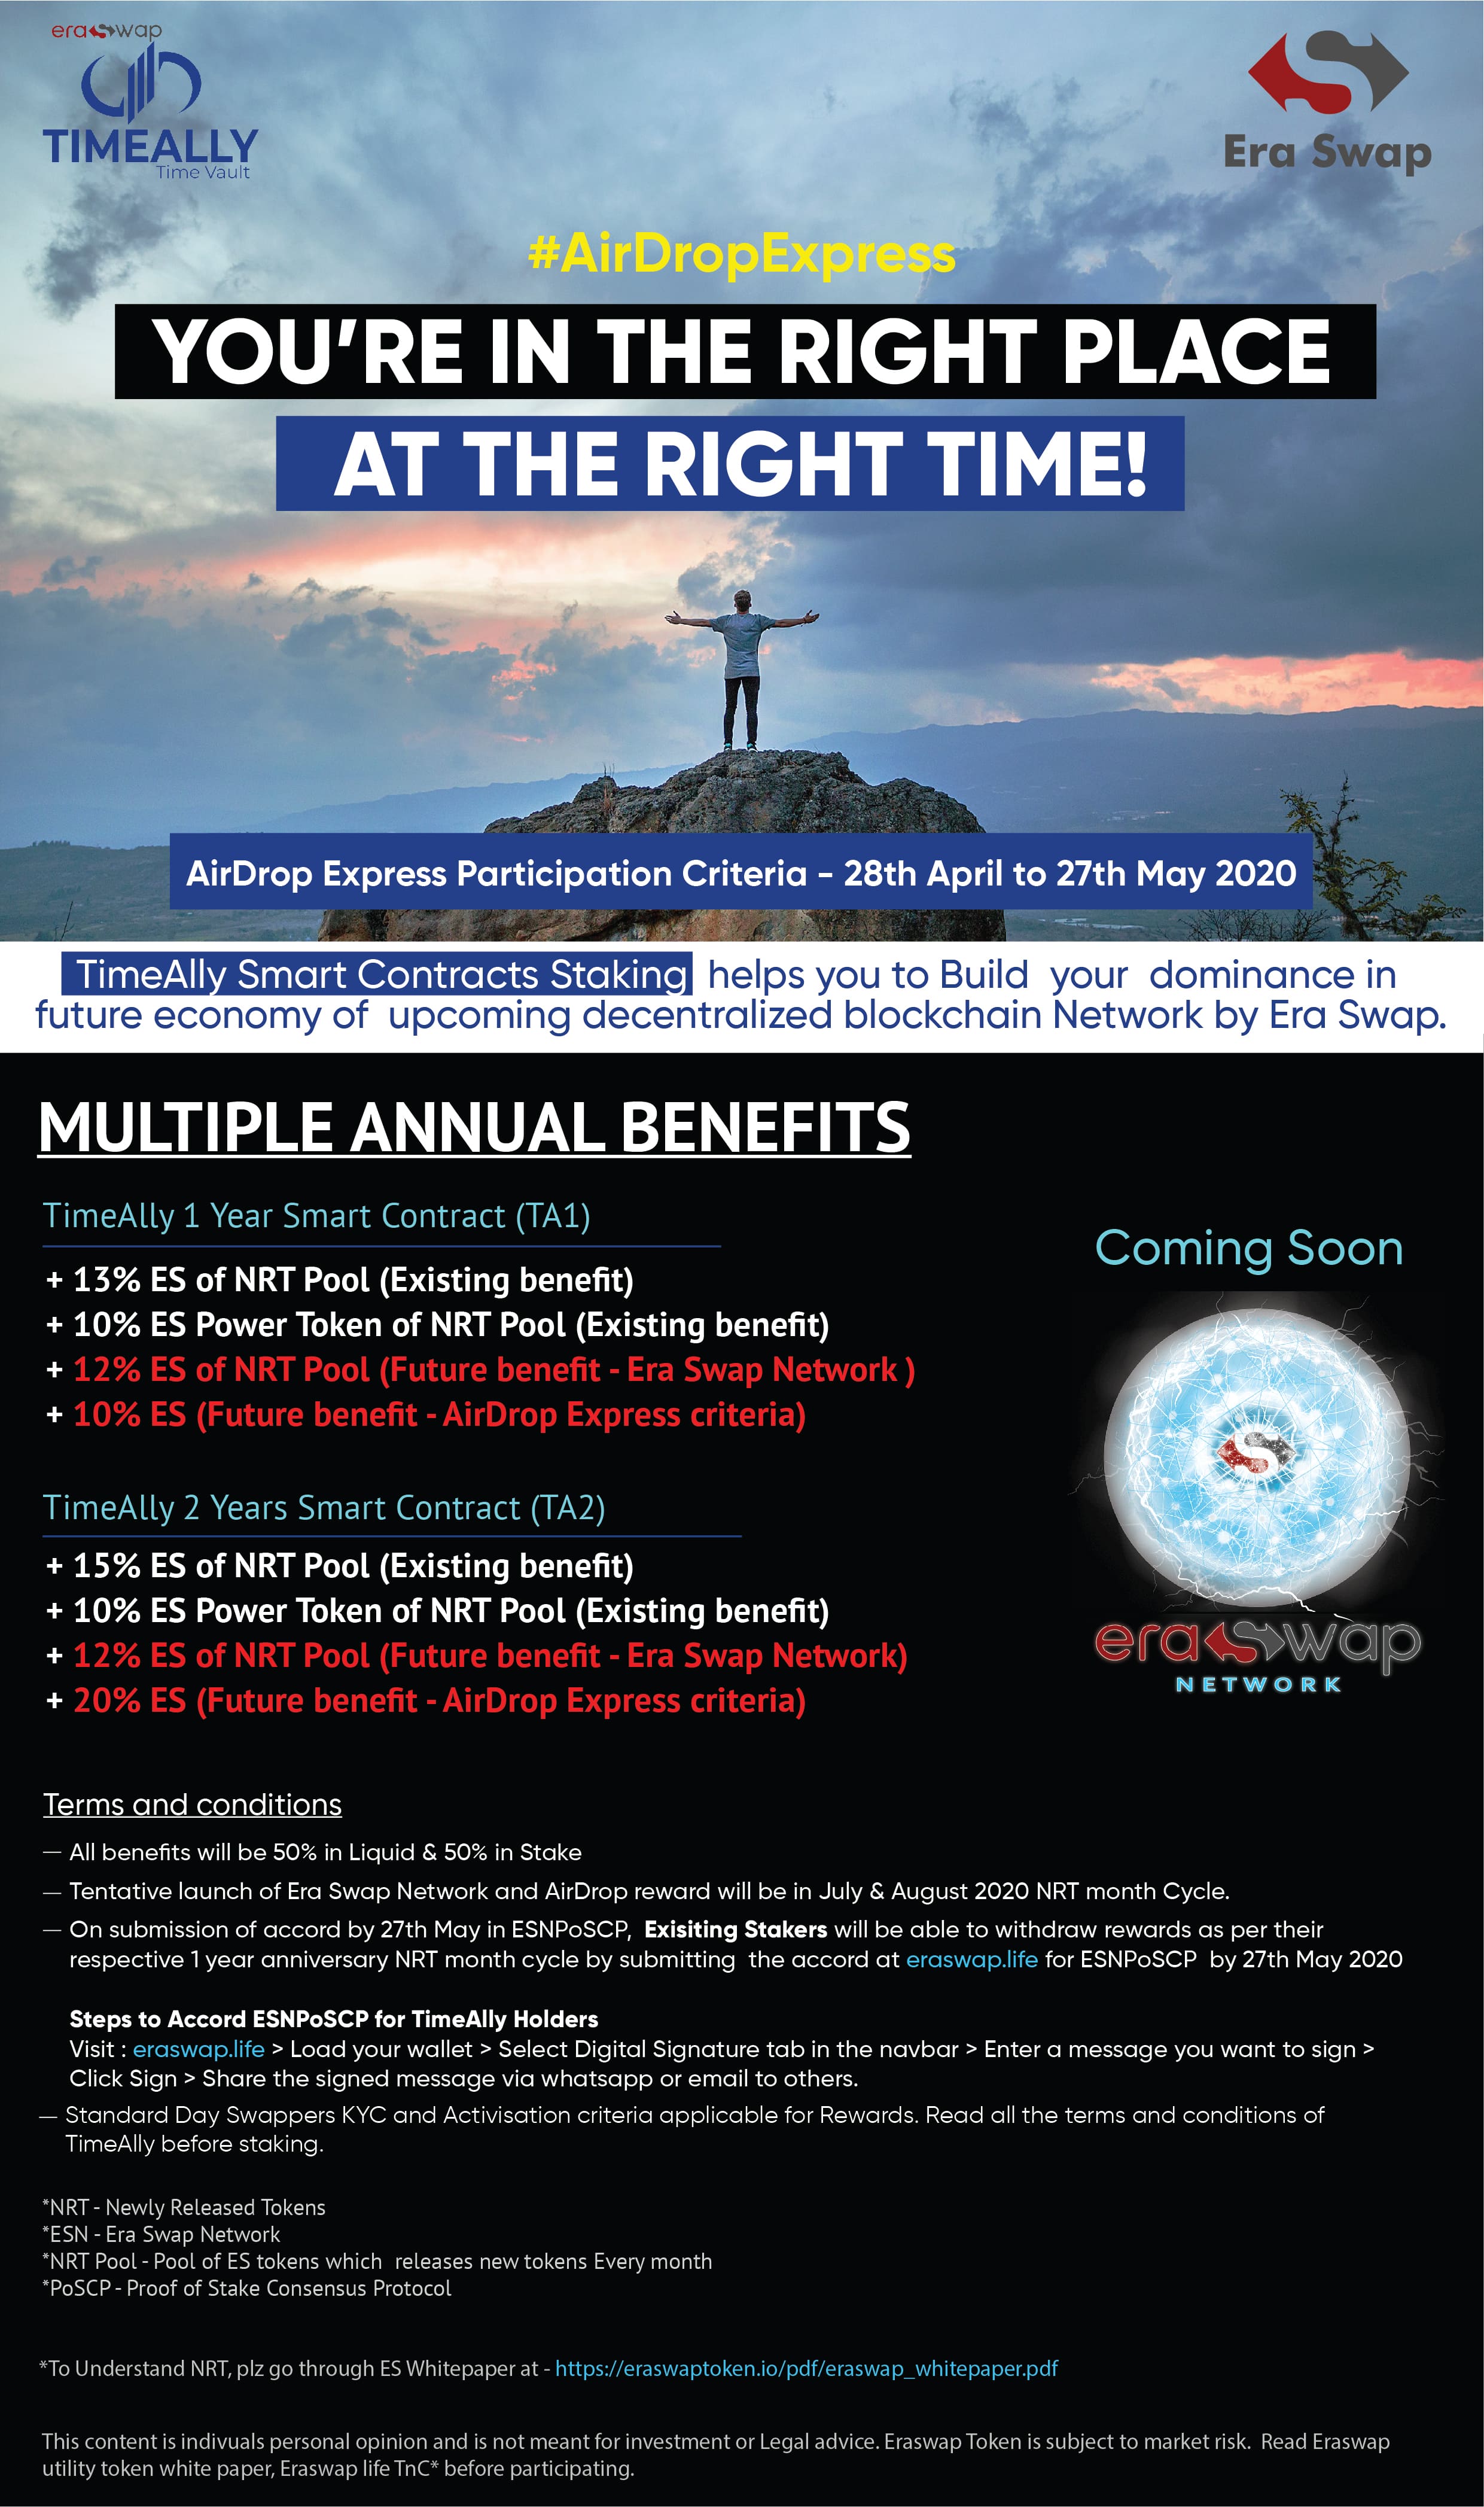 eraswap
TIMEALLY
Time Vault
Era Swap
#AirDropExpress
YOU'RE IN THE RIGHT PLACE
AT THE RIGHT TIME!
AirDrop Express Participation Criteria - 28th April to 27th May 2020
TimeAlly Smart Contracts Staking helps you to Build your dominance in
future economy of upcoming decentralized blockchain Network by Era Swap.
MULTIPLE ANNUAL BENEFITS
TimeAlly 1 Year Smart Contract (TA1)
+ 13% ES of NRT Pool (Existing benefit)
+ 10% ES Power Token of NRT Pool (Existing benefit)
+ 12% ES of NRT Pool (Future benefit - Era Swap Network )
+ 10% ES (Future benefit - AirDrop Express criteria)
Coming Soon
TimeAlly 2 Years Smart Contract (TA2)
+ 15% ES of NRT Pool (Existing benefit)
+ 10% ES Power Token of NRT Pool (Existing benefit)
+ 12% ES of NRT Pool (Future benefit - Era Swap Network)
+ 20% ES (Future benefit - AirDrop Express criteria)
eraswap
NETWORK
Terms and conditions
— All benefits will be 50% in Liquid & 50% in Stake
— Tentative launch of Era Swap Network and AirDrop reward will be in July & August 2020 NRT month Cycle.
— On submission of accord by 27th May in ESNPoSCP, Exisiting Stakers will be able to withdraw rewards as per their
respective 1 year anniversary NRT month cycle by submitting the accord at eraswap.life for ESNPoSCP by 27th May 2020
Steps to Accord ESNPoSCP for TimeAlly Holders
Visit : eraswap.life > Load your wallet > Select Digital Signature tab in the navbar > Enter a message you want to sign >
Click Sign > Share the signed message via whatsapp or email to others.
— Standard Day Swappers KYC and Activisation criteria applicable for Rewards. Read all the terms and conditions of
TimeAlly before staking.
*NRT - Newly Released Tokens
*ESN - Era Swap Network
*NRT Pool - Pool of ES tokens which releases new tokens Every month
*PoSCP - Proof of Stake Consensus Protocol
*To Understand NRT, plz go through ES Whitepaper at - https://eraswaptoken.io/pdf/eraswap_whitepaper.pdf
This content is indivuals personal opinion and is not meant for investment or Legal advice. Eraswap Token is subject to market risk. Read Eraswap
utility token white paper, Eraswap life TnC* before participating.